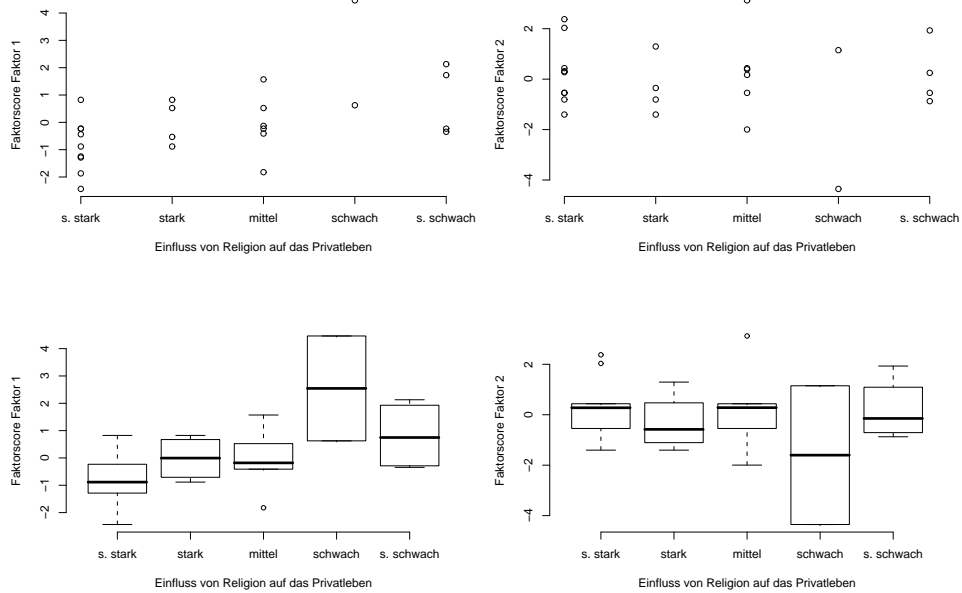 Faktorscore Faktor 1
4
3
2
1
0
−1
−2
s. stark
stark
mittel
schwach
s. schwach
Einfluss von Religion auf das Privatleben
Faktorscore Faktor 2
2
0
−2
−4
s. stark
stark
mittel
schwach
s. schwach
Einfluss von Religion auf das Privatleben
Faktorscore Faktor 1
4
3
2
1
0
−1
−2
s. stark
stark
mittel
schwach
s. schwach
Einfluss von Religion auf das Privatleben
Faktorscore Faktor 2
2
0
−2
−4
s. stark
stark
mittel
schwach
s. schwach
Einfluss von Religion auf das Privatleben